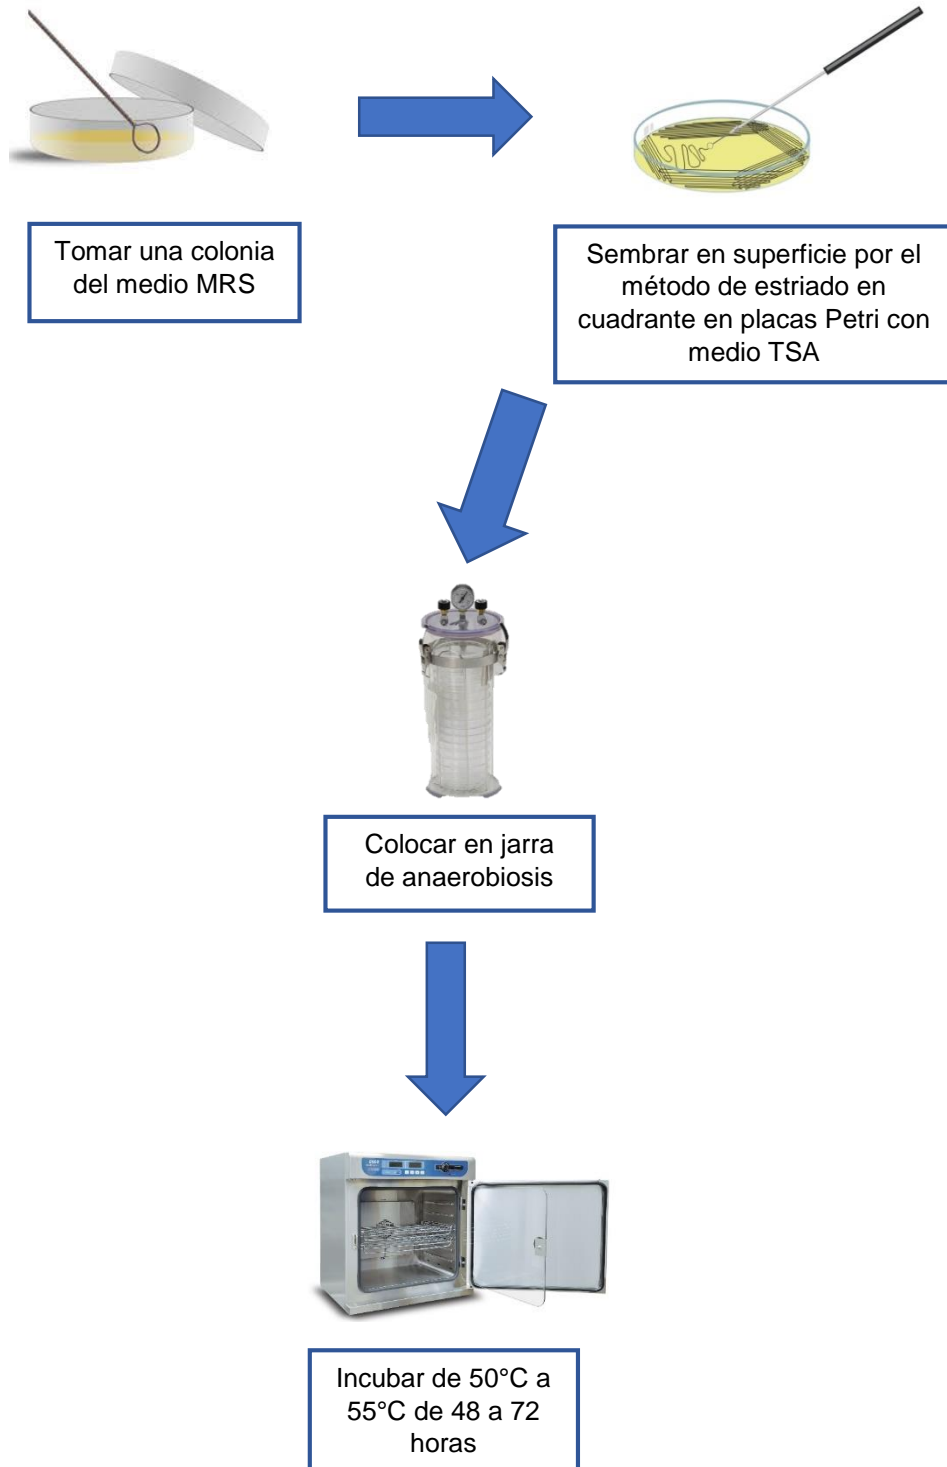 Tomar una colonia
del medio MRS
Sembrar en superficie por el
método de estriado en
cuadrante en placas Petri con
medio TSA
Colocar en jarra
de anaerobiosis
Incubar de 50°C a
55°C de 48 a 72
horas